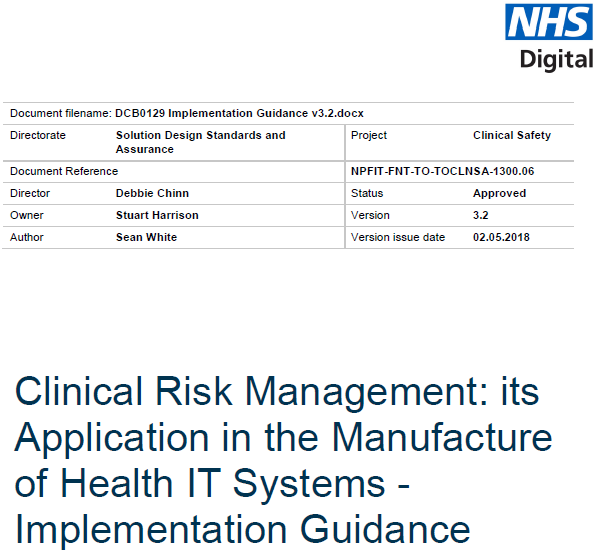 NHS
Digital
Document filename: DCB0129 Implementation Guidance v3.2.docx
Directorate Solution Design Standards and Assurance Project Clinical Safety
Document Reference NPFIT-FNT-TO-TOCLNSA-1300.06
Director Debbie Chinn Status Approved
Owner Stuart Harrison Version 3.2
Author Sean White Version issue date 02.05.2018
Clinical Risk Management: its
Application in the Manufacture
of Health IT Systems -
Implementation Guidance